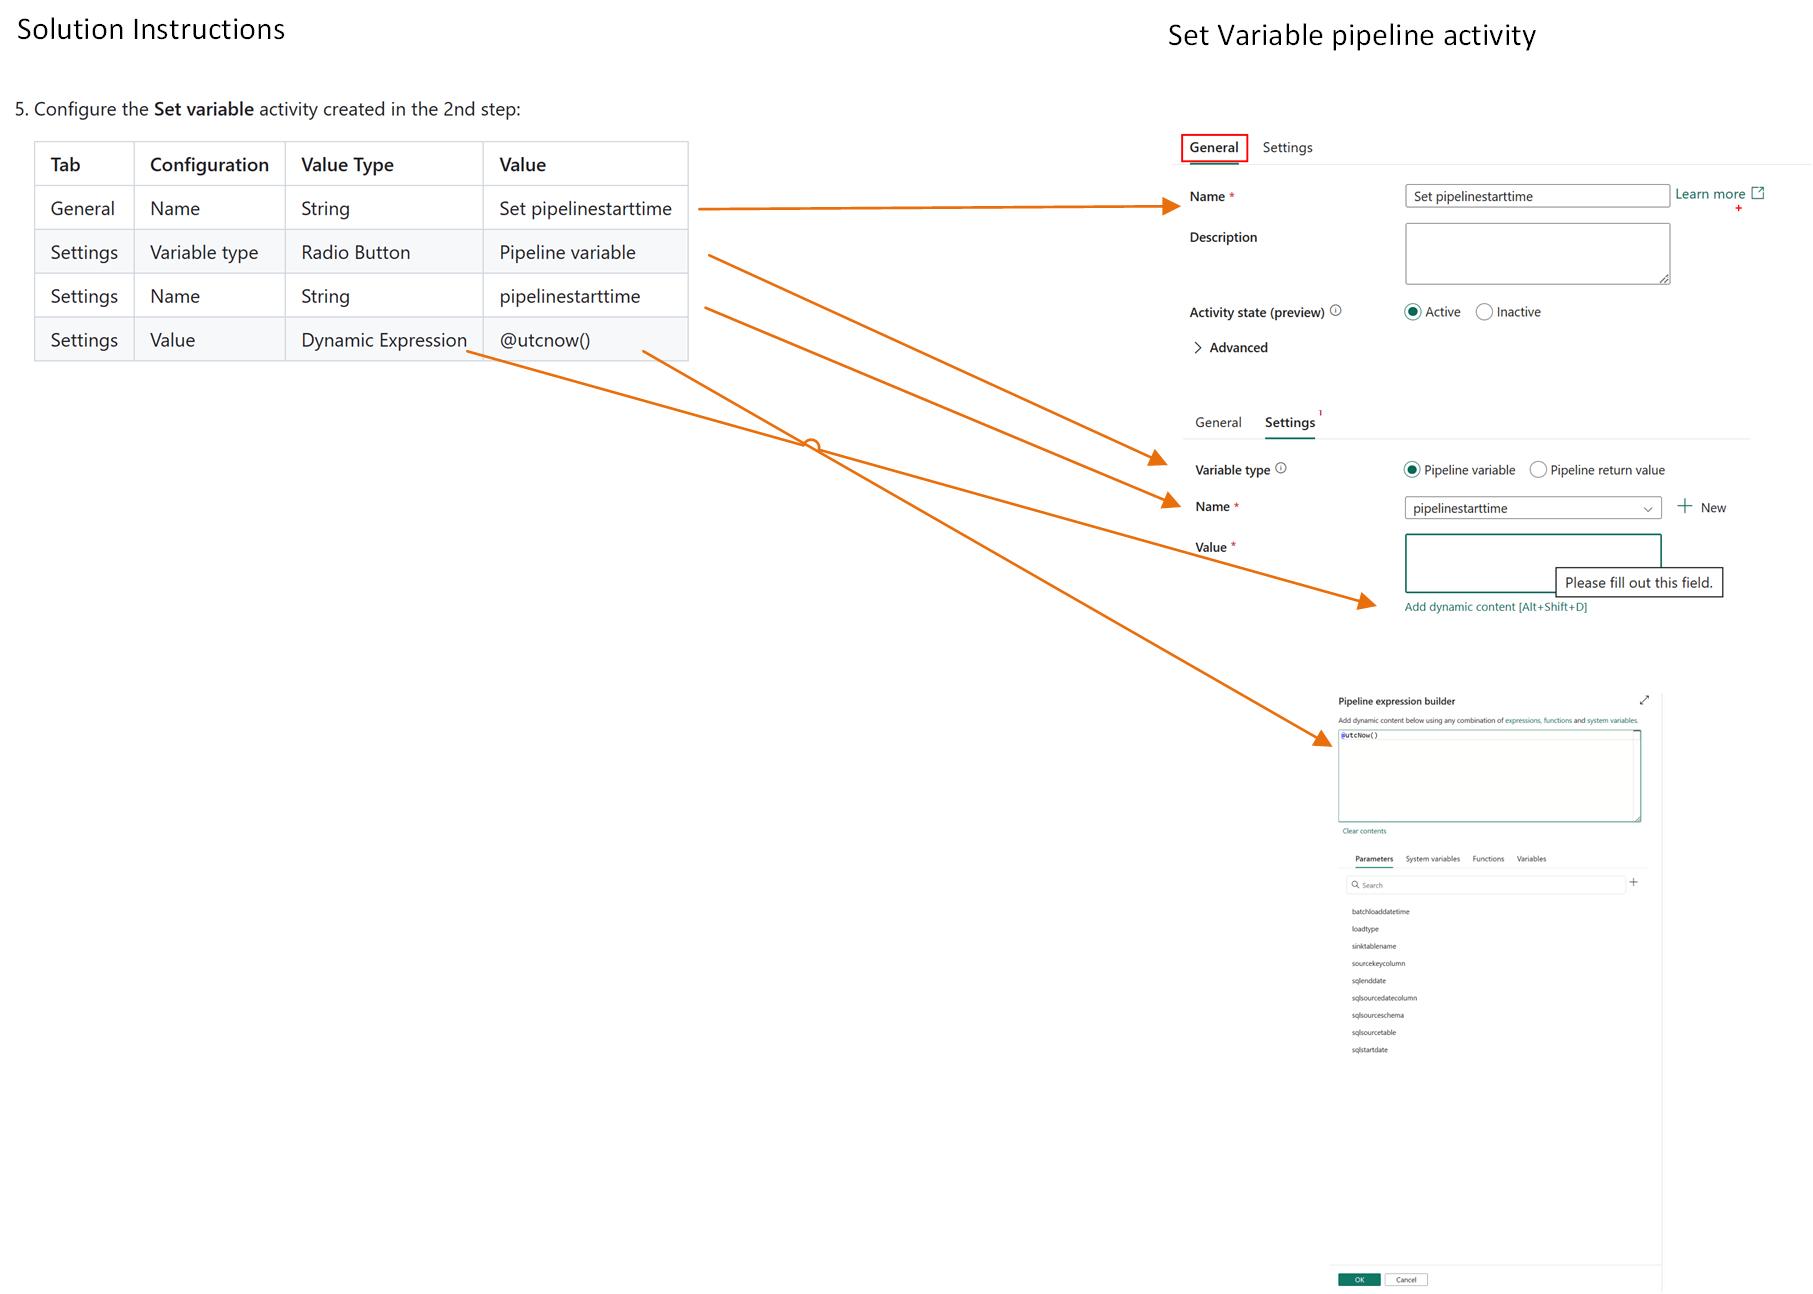 Solution Instructions
Set Variable pipeline activity
5. Configure the Set variable activity created in the 2nd step:
Tab Configuration Value Type Value
General Name String Set pipelinestarttime
Settings Variable type Radio Button Pipeline variable
Settings Name String pipelinestarttime
Settings Value Dynamic Expression @utcnow()
General Settings
Name * Set pipelinestarttime Learn more
Description
Activity state (preview) Active Inactive
Advanced
General Settings 1
Variable type Pipeline variable Pipeline return value
Name * pipelinestarttime + New
Value *
Please fill out this field.
Add dynamic content [Alt+Shift+D]
Pipeline expression builder
Add dynamic content below using any combination of expressions, functions and system variables.
@utcNow()
Clear contents
Parameters System variables Functions Variables
Search +
batchloaddatetime
loadtype
sinktablename
sourcekeycolumn
sqlenddate
sqlsourcedatecolumn
sqlsourceschema
sqlsourcetable
sqlstartdate
OK Cancel